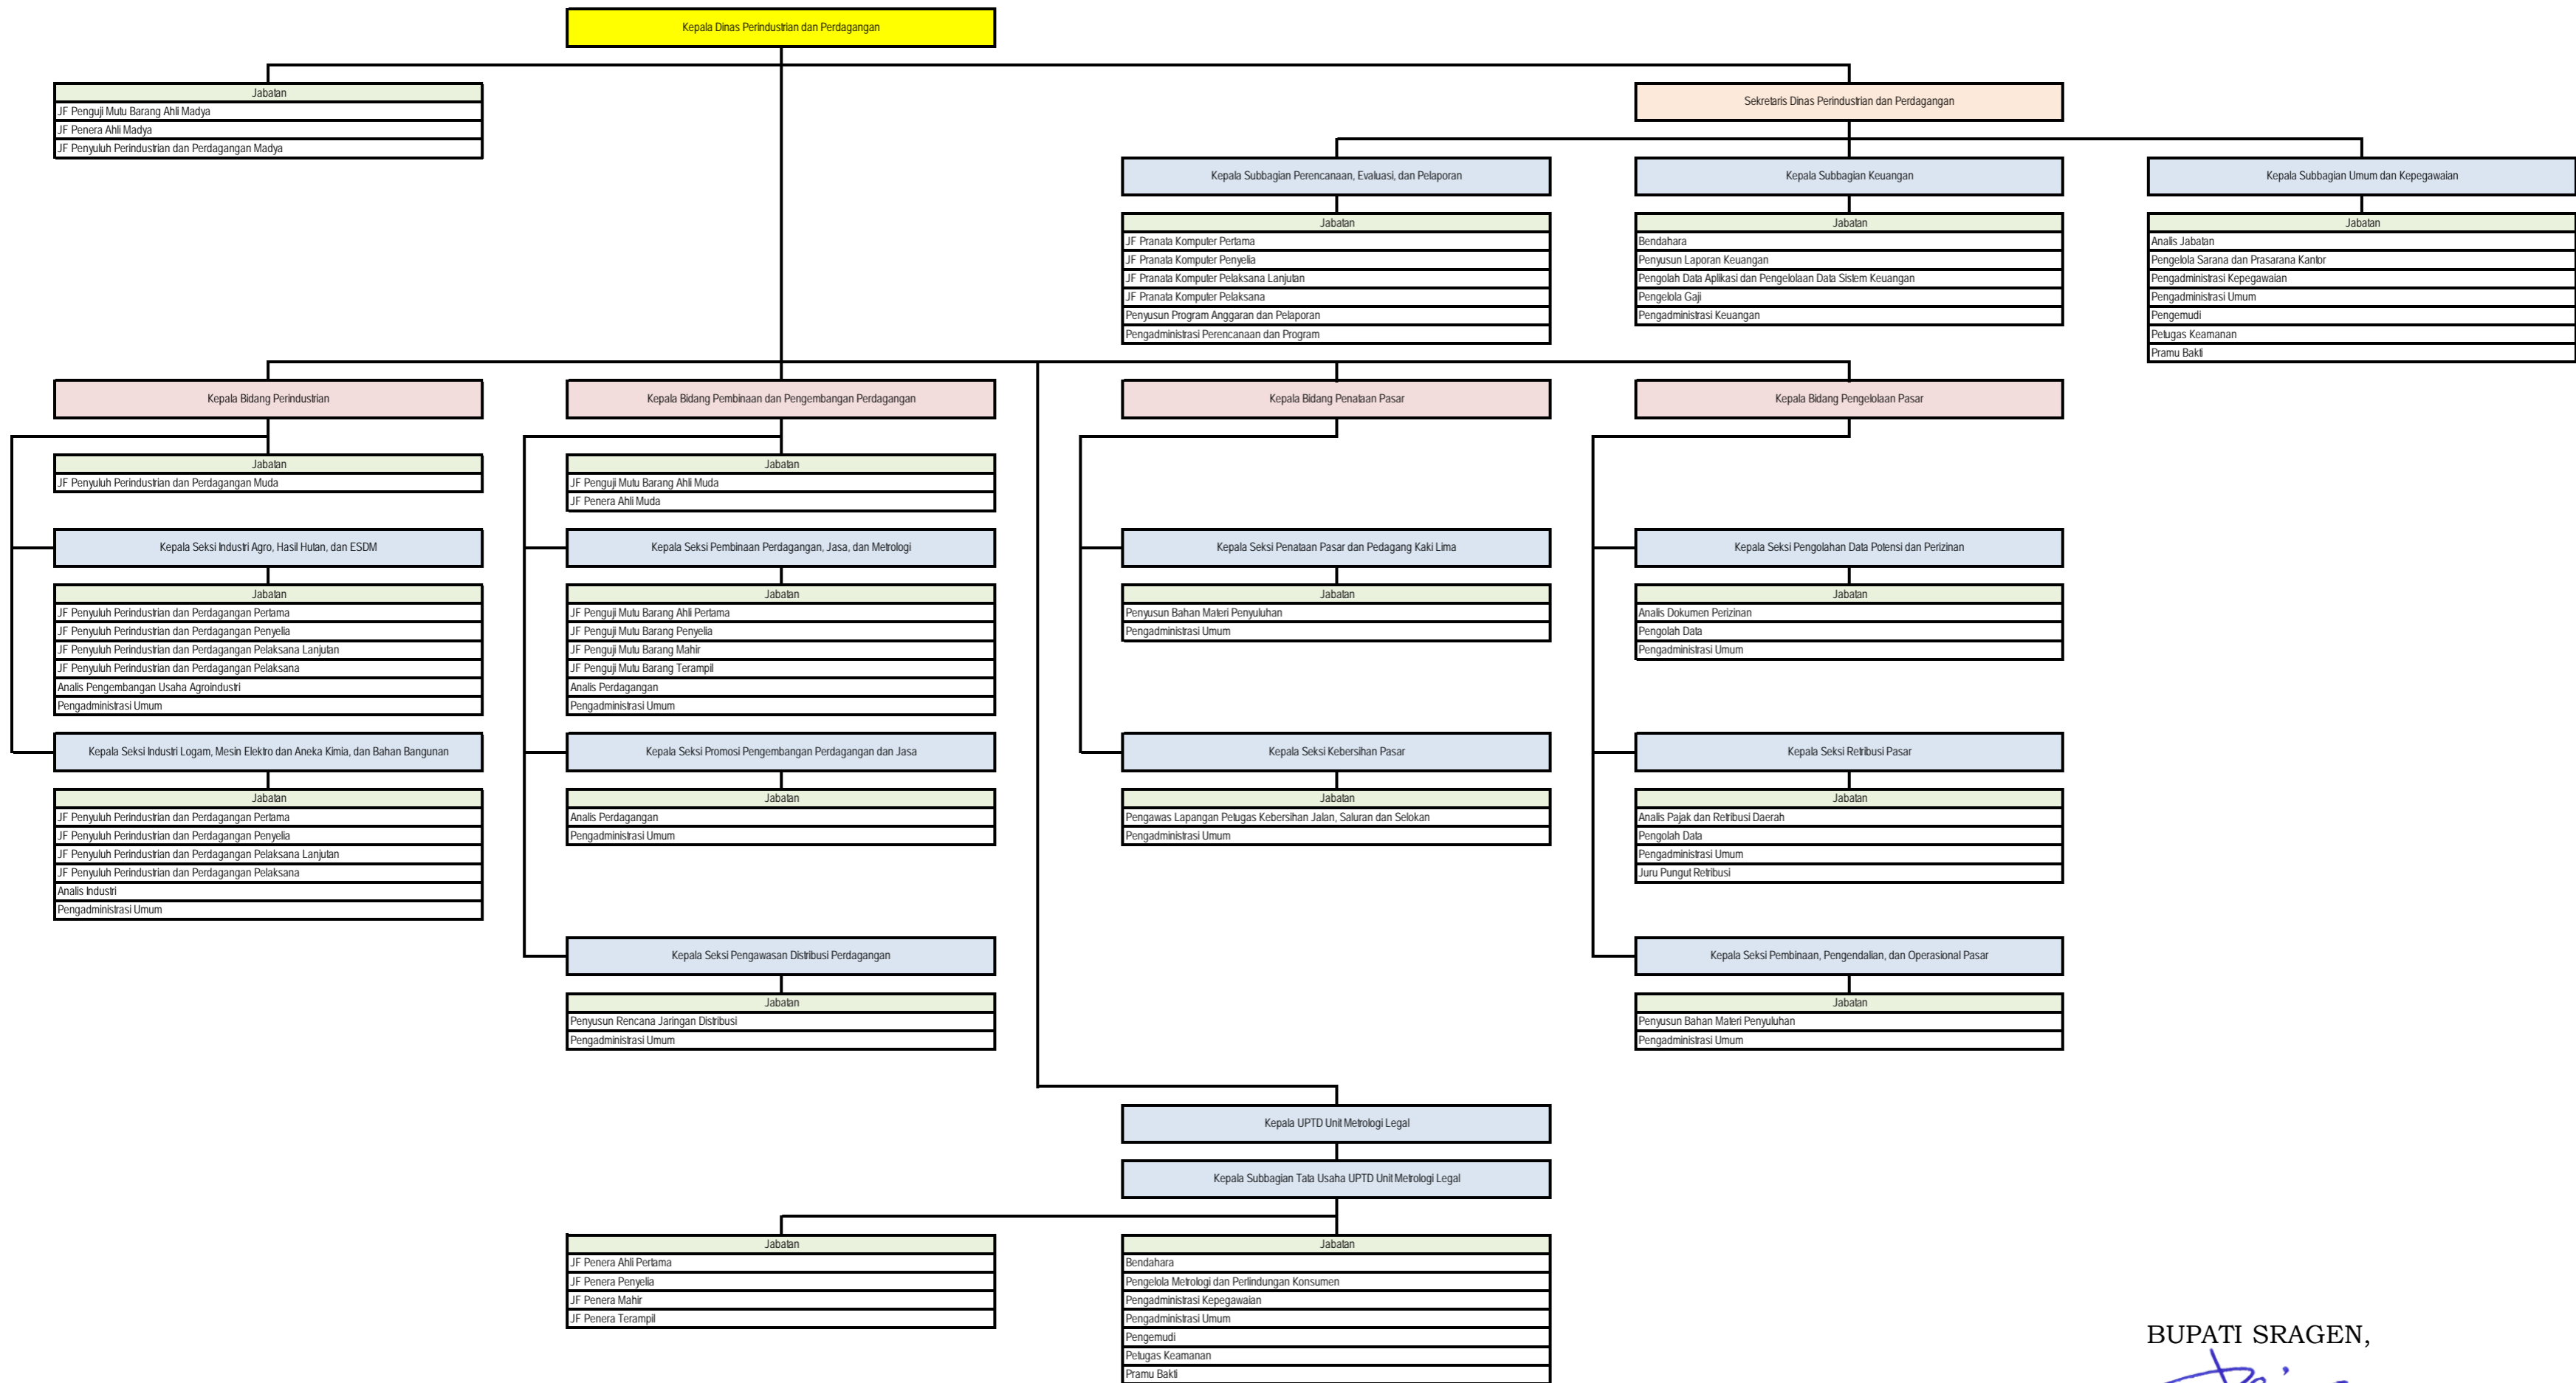 Kepala Dinas Perindustrian dan Perdagangan
Jabatan
JF Penguji Mutu Barang Ahli Madya
JF Penera Ahli Madya
JF Penyuluh Perindustrian dan Perdagangan Madya
Sekretaris Dinas Perindustrian dan Perdagangan
Kepala Subbagian Perencanaan, Evaluasi, dan Pelaporan
Jabatan
JF Pranata Komputer Pertama
JF Pranata Komputer Penyelia
JF Pranata Komputer Pelaksana Lanjutan
JF Pranata Komputer Pelaksana
Penyusun Program Anggaran dan Pelaporan
Pengadministrasi Perencanaan dan Program
Kepala Subbagian Keuangan
Jabatan
Bendahara
Penyusun Laporan Keuangan
Pengolah Data Aplikasi dan Pengelolaan Data Sistem Keuangan
Pengelola Gaji
Pengadministrasi Keuangan
Kepala Subbagian Umum dan Kepegawaian
Jabatan
Analis Jabatan
Pengelola Sarana dan Prasarana Kantor
Pengadministrasi Kepegawaian
Pengadministrasi Umum
Pengemudi
Petugas Keamanan
Pramu Bakti
Kepala Bidang Perindustrian
Jabatan
JF Penyuluh Perindustrian dan Perdagangan Muda
Kepala Seksi Industri Agro, Hasil Hutan, dan ESDM
Jabatan
JF Penyuluh Perindustrian dan Perdagangan Pertama
JF Penyuluh Perindustrian dan Perdagangan Penyelia
JF Penyuluh Perindustrian dan Perdagangan Pelaksana Lanjutan
JF Penyuluh Perindustrian dan Perdagangan Pelaksana
Analis Pengembangan Usaha Agroindustri
Pengadministrasi Umum
Kepala Seksi Industri Logam, Mesin Elektro dan Aneka Kimia, dan Bahan Bangunan
Jabatan
JF Penyuluh Perindustrian dan Perdagangan Pertama
JF Penyuluh Perindustrian dan Perdagangan Penyelia
JF Penyuluh Perindustrian dan Perdagangan Pelaksana Lanjutan
JF Penyuluh Perindustrian dan Perdagangan Pelaksana
Analis Industri
Pengadministrasi Umum
Kepala Bidang Pembinaan dan Pengembangan Perdagangan
Jabatan
JF Penguji Mutu Barang Ahli Muda
JF Penera Ahli Muda
Kepala Seksi Pembinaan Perdagangan, Jasa, dan Metrologi
Jabatan
JF Penguji Mutu Barang Ahli Pertama
JF Penguji Mutu Barang Penyelia
JF Penguji Mutu Barang Mahir
JF Penguji Mutu Barang Terampil
Analis Perdagangan
Pengadministrasi Umum
Kepala Seksi Promosi Pengembangan Perdagangan dan Jasa
Jabatan
Analis Perdagangan
Pengadministrasi Umum
Kepala Seksi Pengawasan Distribusi Perdagangan
Jabatan
Penyusun Rencana Jaringan Distribusi
Pengadministrasi Umum
Kepala Bidang Penataan Pasar
Kepala Seksi Penataan Pasar dan Pedagang Kaki Lima
Jabatan
Penyusun Bahan Materi Penyuluhan
Pengadministrasi Umum
Kepala Seksi Kebersihan Pasar
Jabatan
Pengawas Lapangan Petugas Kebersihan Jalan, Saluran dan Selokan
Pengadministrasi Umum
Kepala Bidang Pengelolaan Pasar
Kepala Seksi Pengolahan Data Potensi dan Perizinan
Jabatan
Analis Dokumen Perizinan
Pengolah Data
Pengadministrasi Umum
Kepala Seksi Retribusi Pasar
Jabatan
Analis Pajak dan Retribusi Daerah
Pengolah Data
Pengadministrasi Umum
Juru Pungut Retribusi
Kepala Seksi Pembinaan, Pengendalian, dan Operasional Pasar
Jabatan
Penyusun Bahan Materi Penyuluhan
Pengadministrasi Umum
Kepala UPTD Unit Metrologi Legal
Kepala Subbagian Tata Usaha UPTD Unit Metrologi Legal
Jabatan
JF Penera Ahli Pertama
JF Penera Penyelia
JF Penera Mahir
JF Penera Terampil
Jabatan
Bendahara
Pengelola Metrologi dan Perlindungan Konsumen
Pengadministrasi Kepegawaian
Pengadministrasi Umum
Pengemudi
Petugas Keamanan
Pramu Bakti
BUPATI SRAGEN,